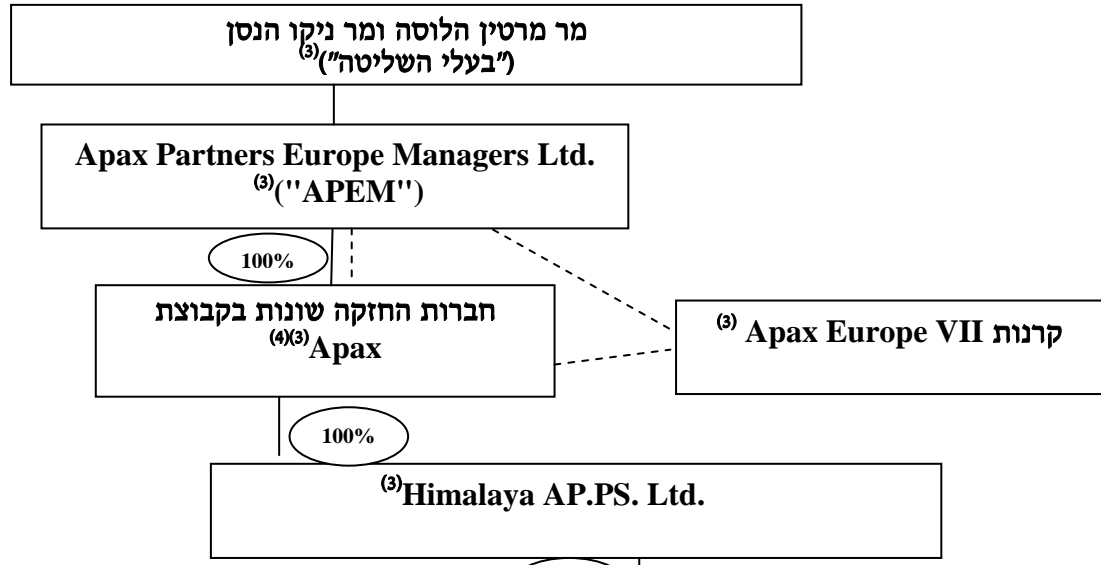 מר מרטין הלוסה ומר ניקו הנסן
("בעלי השליטה")(3)
Apax Partners Europe Managers Ltd.
(3)("APEM")
100%
חברות החזקה שונות בקבוצת
Apax(3)(4)
קרנות Apax Europe VII (3)
100%
(3)Himalaya AP.PS. Ltd.